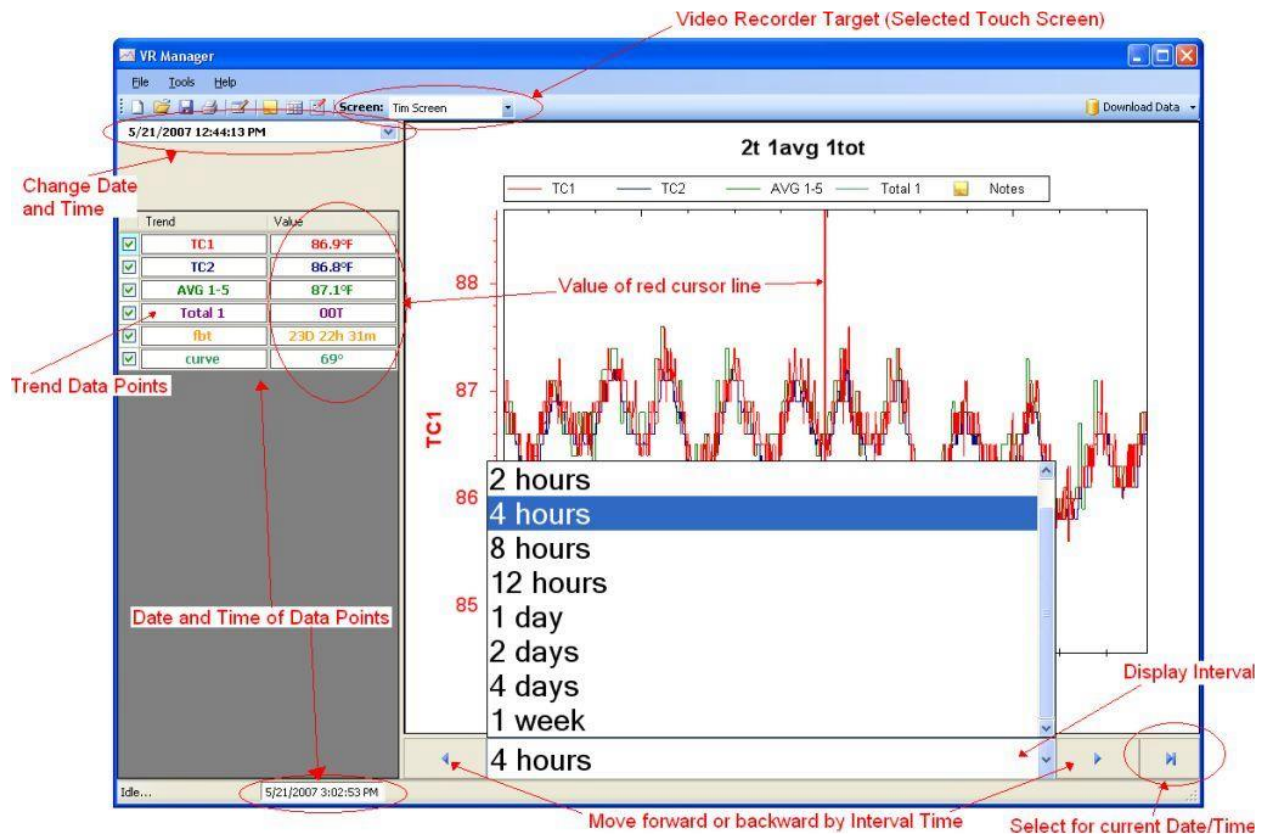 Video Recorder Target (Selected Touch Screen)
VR Manager
File Tools Help
Screen: Tim Screen
Download Data
5/21/2007 12:44:13 PM
Change Date
and Time
2t 1avg 1tot
TC1 TC2 AVG 1-5 Total 1 Notes
Trend Value
TC1 86.9°F
TC2 86.8°F
AVG 1-5 87.1°F
Total 1 00T
fbt 23D 22h 31m
curve 69°
Trend Data Points
Value of red cursor line
88
87
86
85
TC1
2 hours
4 hours
8 hours
12 hours
1 day
2 days
4 days
1 week
4 hours
Date and Time of Data Points
Display Interval
Idle...
5/21/2007 3:02:53 PM
Move forward or backward by Interval Time
Select for current Date/Time